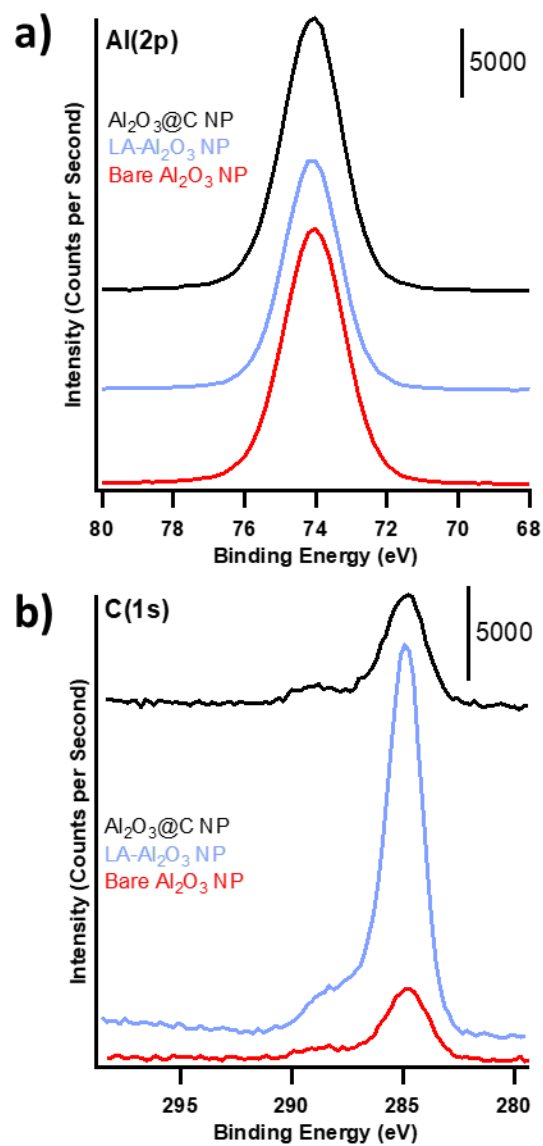 a)
Al(2p)
5000
Al₂O₃@C NP
LA-Al₂O₃ NP
Bare Al₂O₃ NP
Intensity (Counts per Second)
80 78 76 74 72 70 68
Binding Energy (eV)
b)
C(1s)
5000
Al₂O₃@C NP
LA-Al₂O₃ NP
Bare Al₂O₃ NP
Intensity (Counts per Second)
295 290 285 280
Binding Energy (eV)